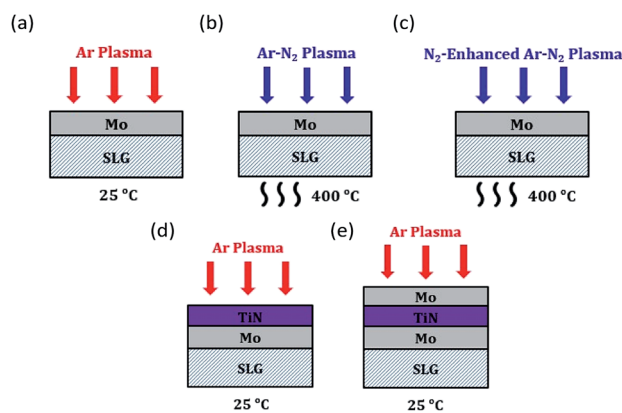 (a)
Ar Plasma
Mo
SLG
25 °C
(b)
Ar-N₂ Plasma
Mo
SLG
400 °C
(c)
N₂-Enhanced Ar-N₂ Plasma
Mo
SLG
400 °C
(d)
Ar Plasma
TiN
Mo
SLG
25 °C
(e)
Ar Plasma
Mo
TiN
Mo
SLG
25 °C